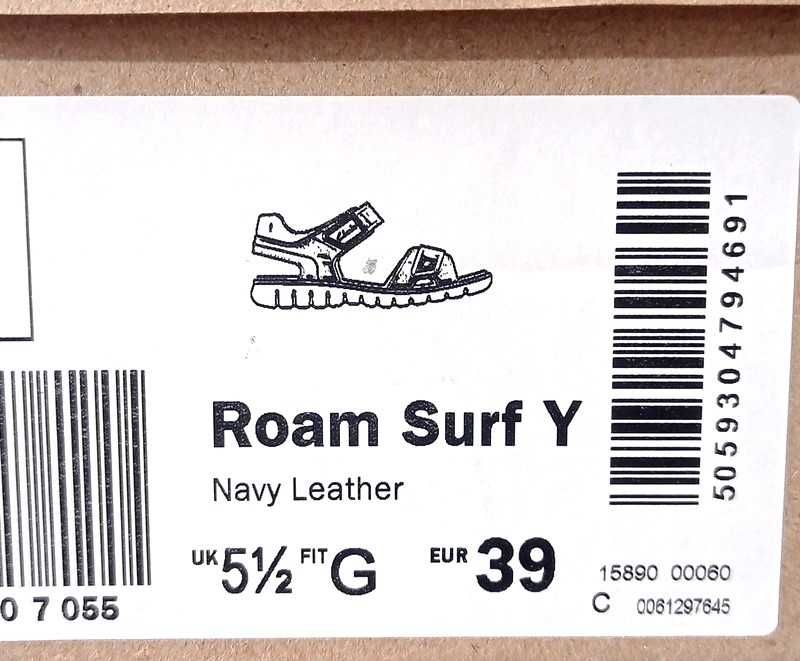 Roam Surf Y
Navy Leather
UK 5½ FIT G EUR 39
5059304794691
15890 00060
C 0061297645
0 7 055